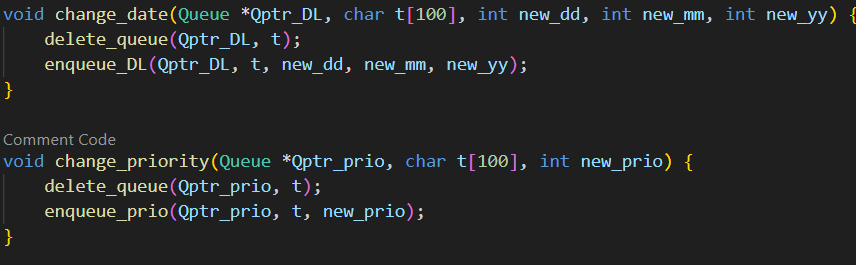 void change_date(Queue *Qptr_DL, char t[100], int new_dd, int new_mm, int new_yy) {
    delete_queue(Qptr_DL, t);
    enqueue_DL(Qptr_DL, t, new_dd, new_mm, new_yy);
}
Comment Code
void change_priority(Queue *Qptr_prio, char t[100], int new_prio) {
    delete_queue(Qptr_prio, t);
    enqueue_prio(Qptr_prio, t, new_prio);
}